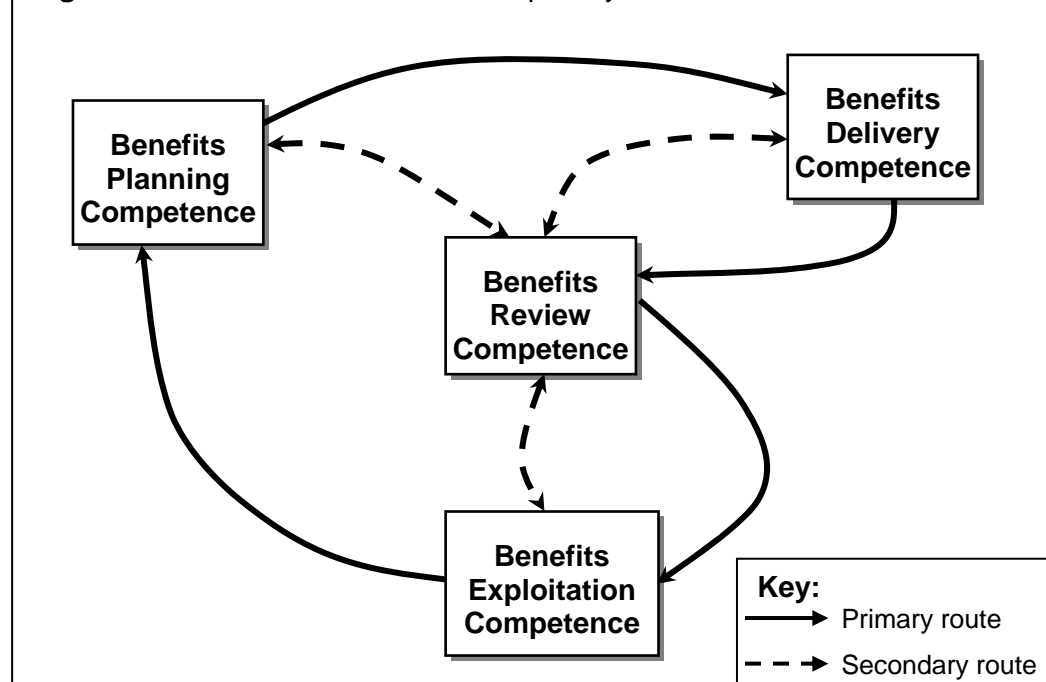 Benefits
Planning
Competence
Benefits
Delivery
Competence
Benefits
Review
Competence
Benefits
Exploitation
Competence
Key:
Primary route
Secondary route